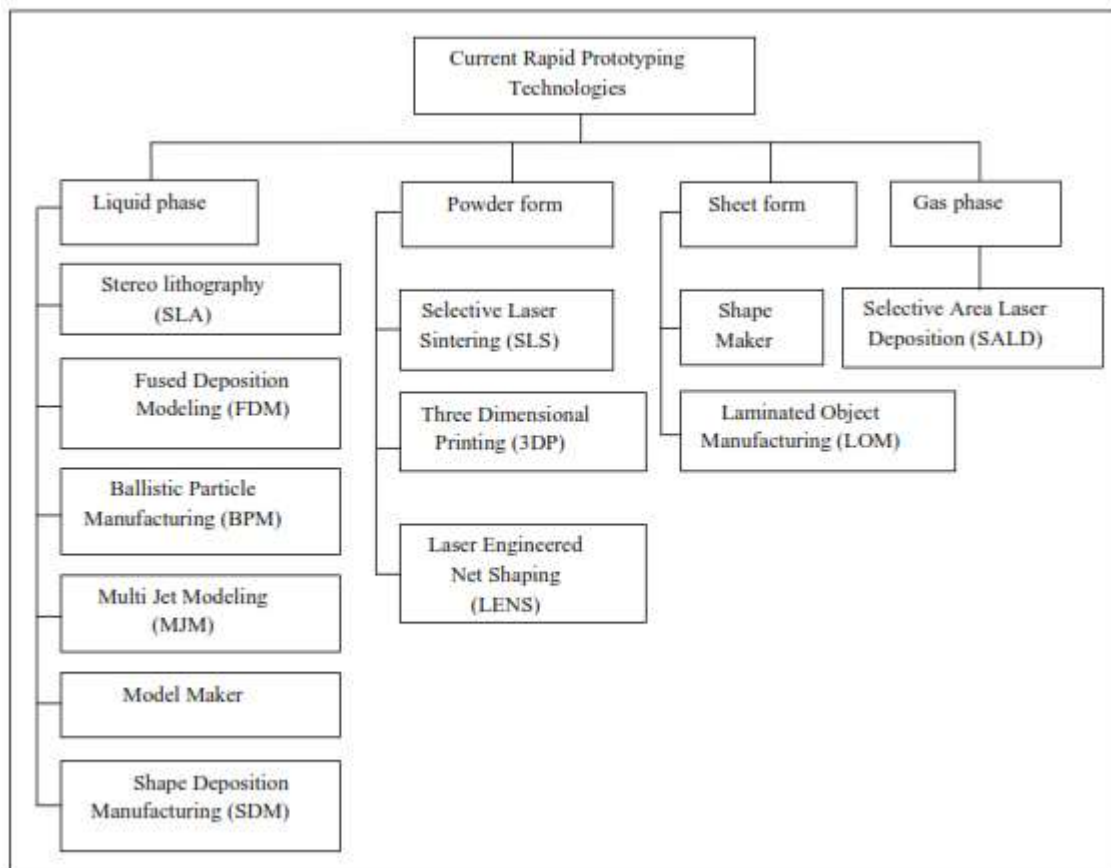 Current Rapid Prototyping
Technologies
Liquid phase
Powder form
Sheet form
Gas phase
Stereo lithography
(SLA)
Fused Deposition
Modeling (FDM)
Ballistic Particle
Manufacturing (BPM)
Multi Jet Modeling
(MJM)
Model Maker
Shape Deposition
Manufacturing (SDM)
Selective Laser
Sintering (SLS)
Three Dimensional
Printing (3DP)
Laser Engineered
Net Shaping
(LENS)
Shape
Maker
Laminated Object
Manufacturing (LOM)
Selective Area Laser
Deposition (SALD)